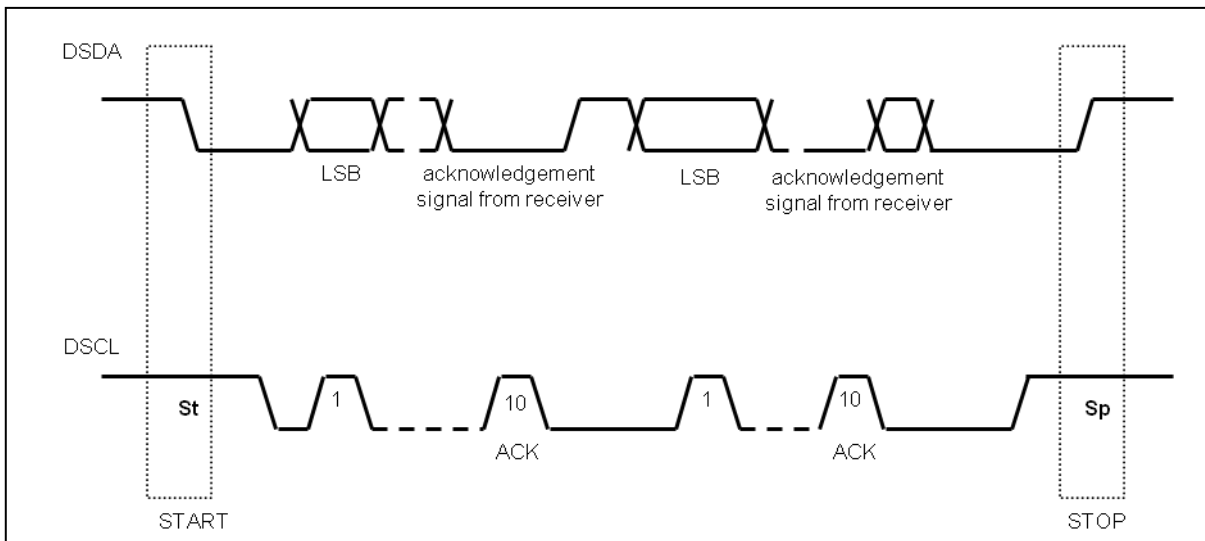 DSDA
LSB
acknowledgement
signal from receiver
LSB
acknowledgement
signal from receiver
DSCL
St
1
10
1
10
Sp
ACK
ACK
START
STOP